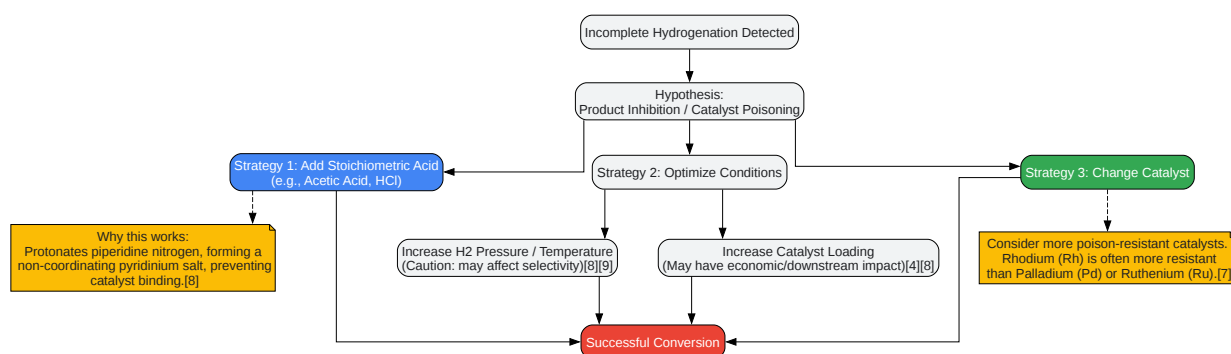 Incomplete Hydrogenation Detected
Hypothesis:
Product Inhibition / Catalyst Poisoning
Strategy 1: Add Stoichiometric Acid
(e.g., Acetic Acid, HCl)
Strategy 2: Optimize Conditions
Strategy 3: Change Catalyst
Why this works:
Protonates piperidine nitrogen, forming a
non-coordinating pyridinium salt, preventing
catalyst binding.[8]
Increase H2 Pressure / Temperature
(Caution: may affect selectivity)[8][9]
Increase Catalyst Loading
(May have economic/downstream impact)[4][8]
Consider more poison-resistant catalysts.
Rhodium (Rh) is often more resistant
than Palladium (Pd) or Ruthenium (Ru).[7]
Successful Conversion